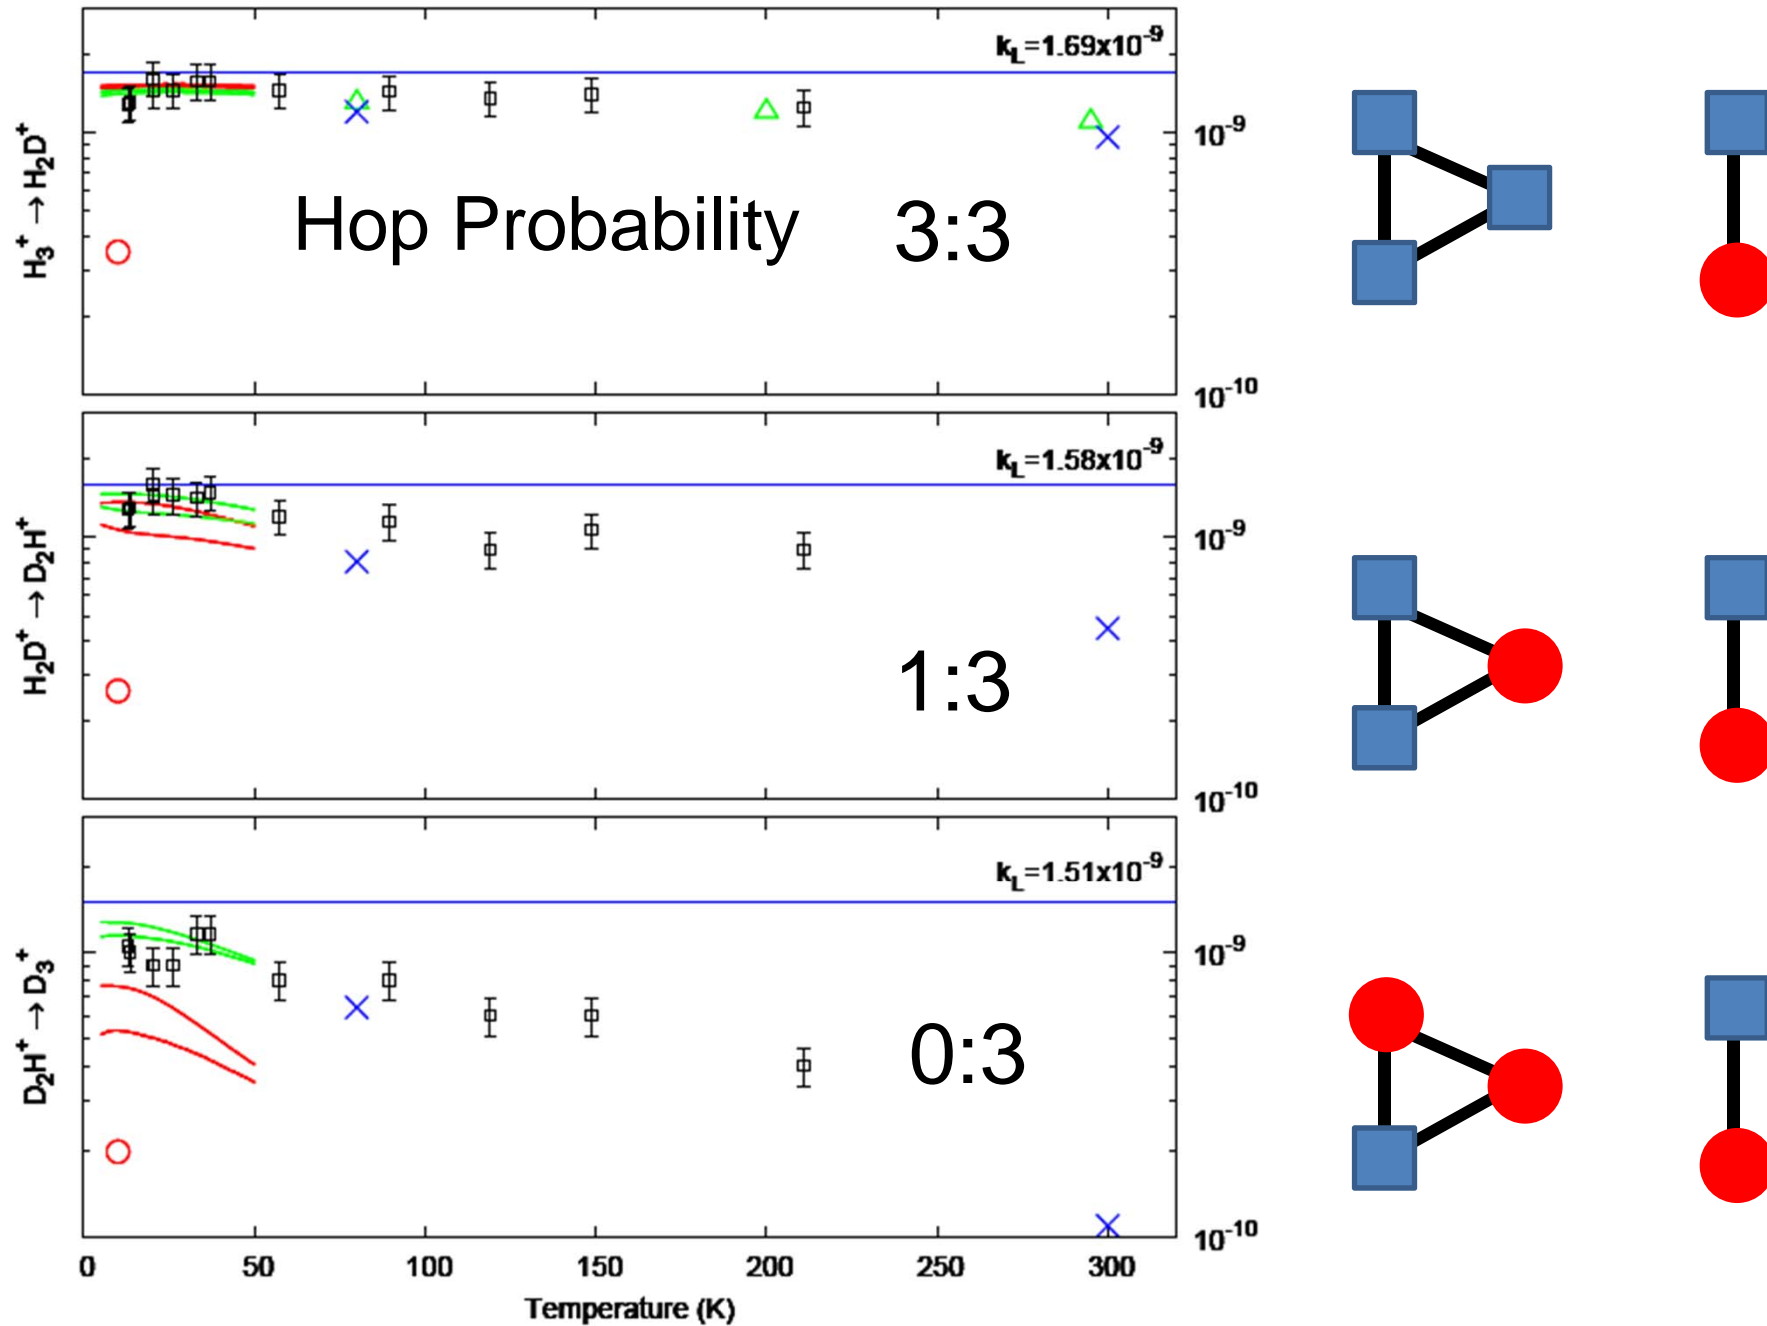 k_L=1.69x10^-9
H₃⁺ → H₂D⁺
10^-9
Hop Probability 3:3
10^-10
k_L=1.58x10^-9
H₂D⁺ → D₂H⁺
10^-9
1:3
10^-10
k_L=1.51x10^-9
D₂H⁺ → D₃⁺
10^-9
0:3
10^-10
0 50 100 150 200 250 300
Temperature (K)